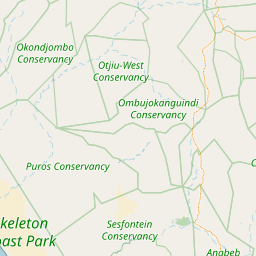 Okondjombo
Conservancy
Otjiu-West
Conservancy
Ombujokanguindi
Conservancy
Puros Conservancy
keleton
oast Park
Sesfontein
Conservancy
Anabeb
C